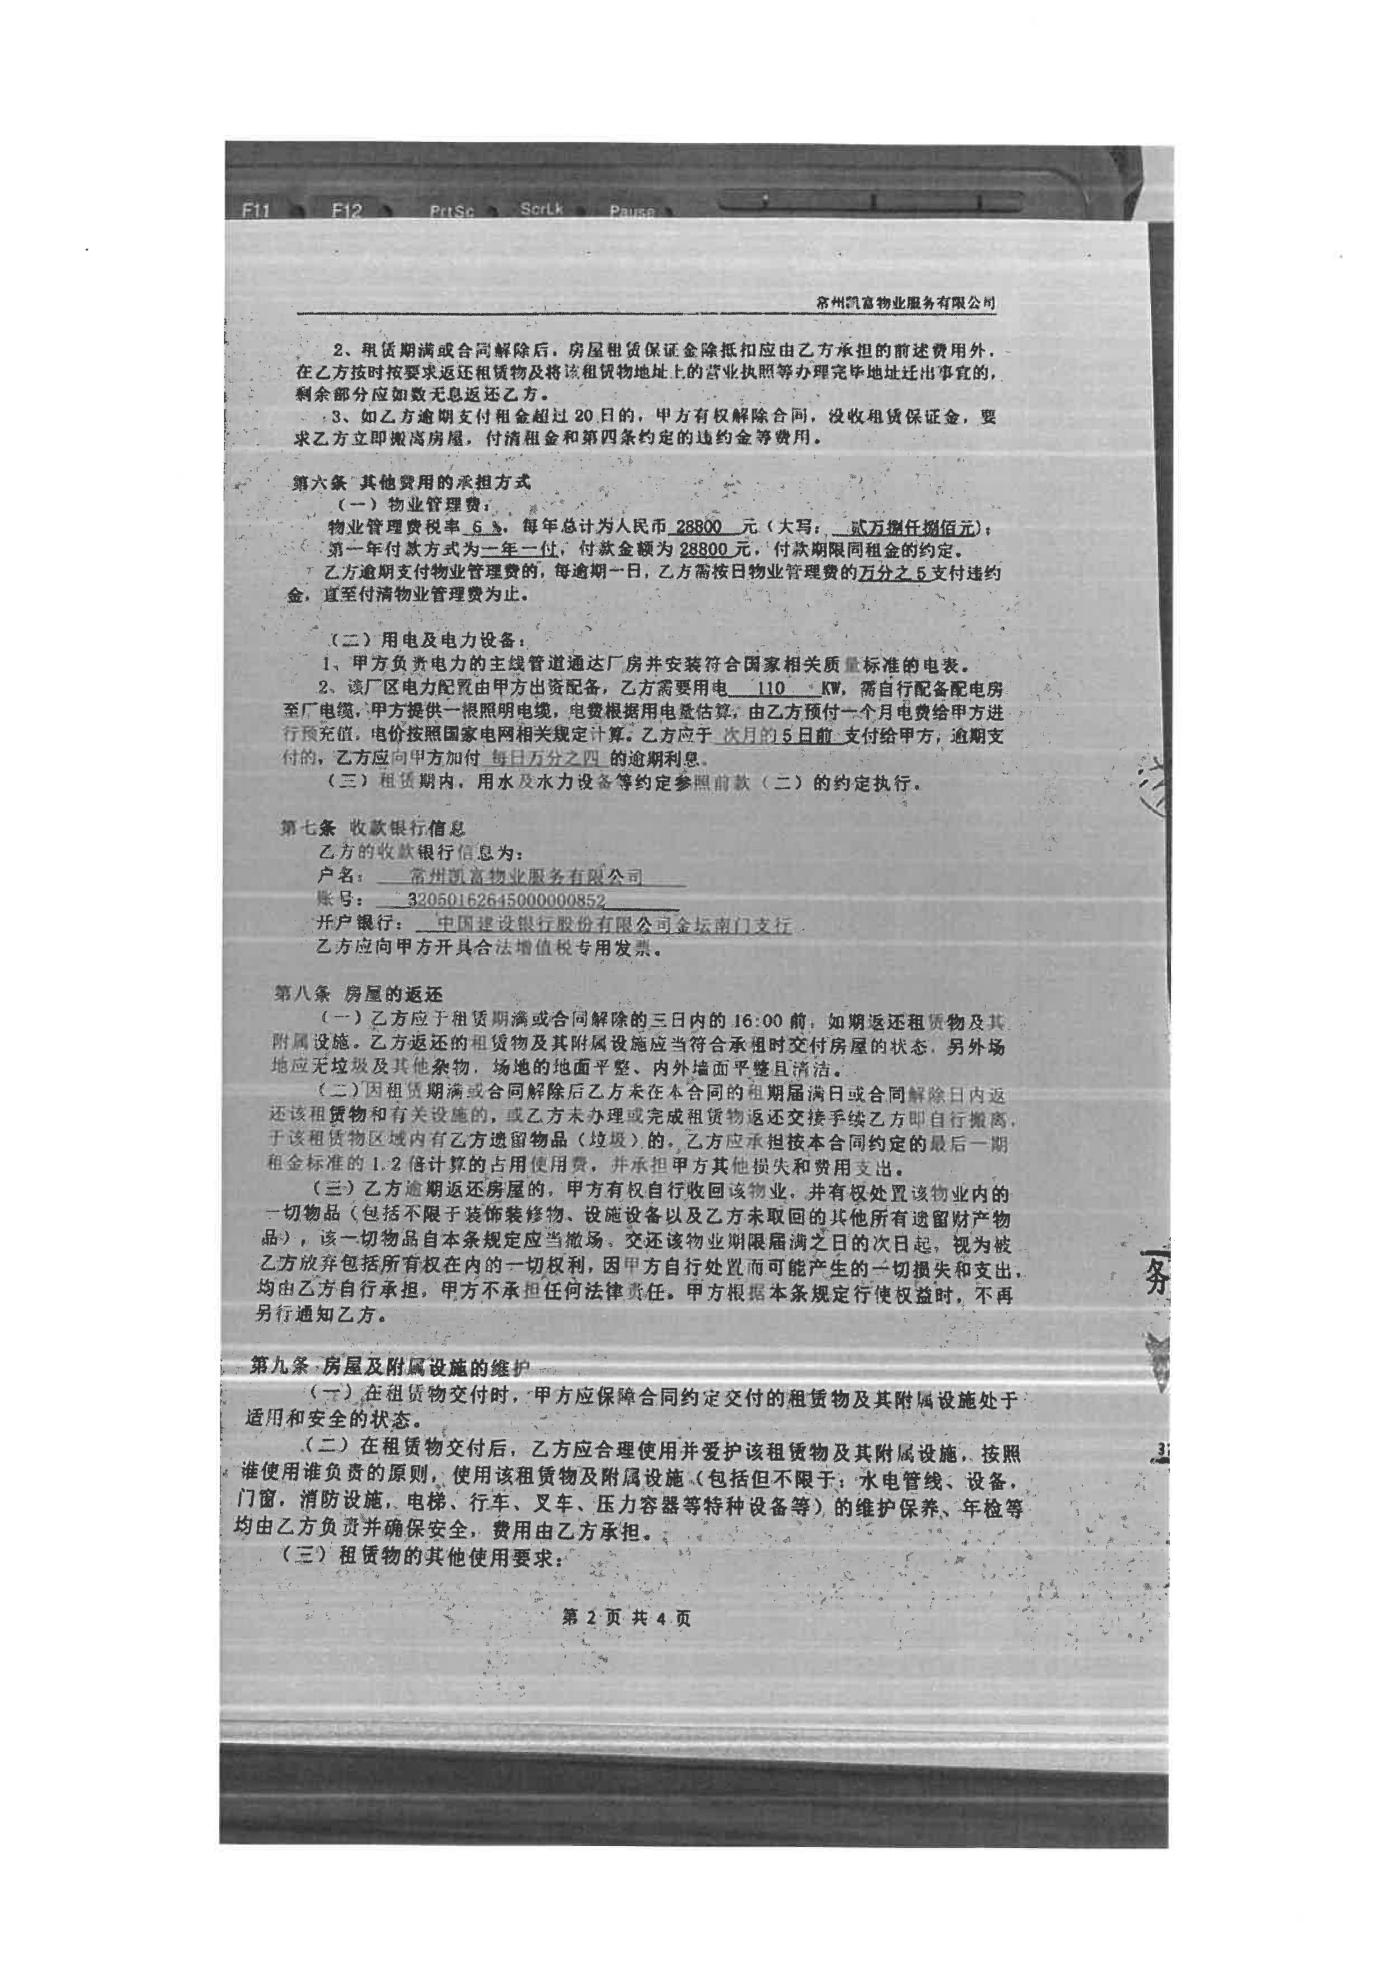 F11 F12 PrtSc ScrLk Pause
常州凯富物业服务有限公司
2、租赁期满或合同解除后，房屋租赁保证金除抵扣应由乙方承担的前述费用外，
在乙方按时按要求返还租赁物及将该租赁物地址上的营业执照等办理完毕地址迁出事宜的，
剩余部分应如数无息返还乙方。
3、如乙方逾期支付租金超过 20 日的，甲方有权解除合同，没收租赁保证金，要
求乙方立即搬离房屋，付清租金和第四条约定的违约金等费用。
第六条 其他费用的承担方式
（一）物业管理费：
物业管理费税率 6 %，每年总计为人民币 28800 元（大写： 贰万捌仟捌佰元）；
第一年付款方式为一年一付，付款金额为 28800 元，付款期限同租金的约定。
乙方逾期支付物业管理费的，每逾期一日，乙方需按日物业管理费的万分之 5 支付违约
金，直至付清物业管理费为止。
（二）用电及电力设备：
1、甲方负责电力的主线管道通达厂房并安装符合国家相关质量标准的电表。
2、该厂区电力配置由甲方出资配备，乙方需要用电 110 KW，需自行配备配电房
至厂电缆，甲方提供一根照明电缆，电费根据用电量估算，由乙方预付一个月电费给甲方进
行预充值，电价按照国家电网相关规定计算。乙方应于 次月的 5 日前 支付给甲方，逾期支
付的，乙方应向甲方加付 每日万分之四 的逾期利息。
（三）租赁期内，用水及水力设备等约定参照前款（二）的约定执行。
第七条 收款银行信息
乙方的收款银行信息为：
户名： 常州凯富物业服务有限公司
账号： 32050162645000000852
开户银行： 中国建设银行股份有限公司金坛南门支行
乙方应向甲方开具合法增值税专用发票。
第八条 房屋的返还
（一）乙方应于租赁期满或合同解除的三日内的 16:00 前，如期返还租赁物及其
附属设施。乙方返还的租赁物及其附属设施应当符合承租时交付房屋的状态，另外场
地应无垃圾及其他杂物，场地的地面平整、内外墙面平整且清洁。
（二）因租赁期满或合同解除后乙方未在本合同的租期届满日或合同解除日内返
还该租赁物和有关设施的，或乙方未办理或完成租赁物返还交接手续乙方即自行搬离，
于该租赁物区域内有乙方遗留物品（垃圾）的，乙方应承担按本合同约定的最后一期
租金标准的 1.2 倍计算的占用使用费，并承担甲方其他损失和费用支出。
（三）乙方逾期返还房屋的，甲方有权自行收回该物业，并有权处置该物业内的
一切物品（包括不限于装饰装修物、设施设备以及乙方未取回的其他所有遗留财产物
品），该一切物品自本条规定应当撤场、交还该物业期限届满之日的次日起，视为被
乙方放弃包括所有权在内的一切权利，因甲方自行处置而可能产生的一切损失和支出，
均由乙方自行承担，甲方不承担任何法律责任。甲方根据本条规定行使权益时，不再
另行通知乙方。
第九条 房屋及附属设施的维护
（一）在租赁物交付时，甲方应保障合同约定交付的租赁物及其附属设施处于
适用和安全的状态。
（二）在租赁物交付后，乙方应合理使用并爱护该租赁物及其附属设施，按照
谁使用谁负责的原则，使用该租赁物及附属设施（包括但不限于：水电管线、设备，
门窗，消防设施，电梯、行车、叉车、压力容器等特种设备等）的维护保养、年检等
均由乙方负责并确保安全，费用由乙方承担。
（三）租赁物的其他使用要求：
务
第 2 页 共 4 页